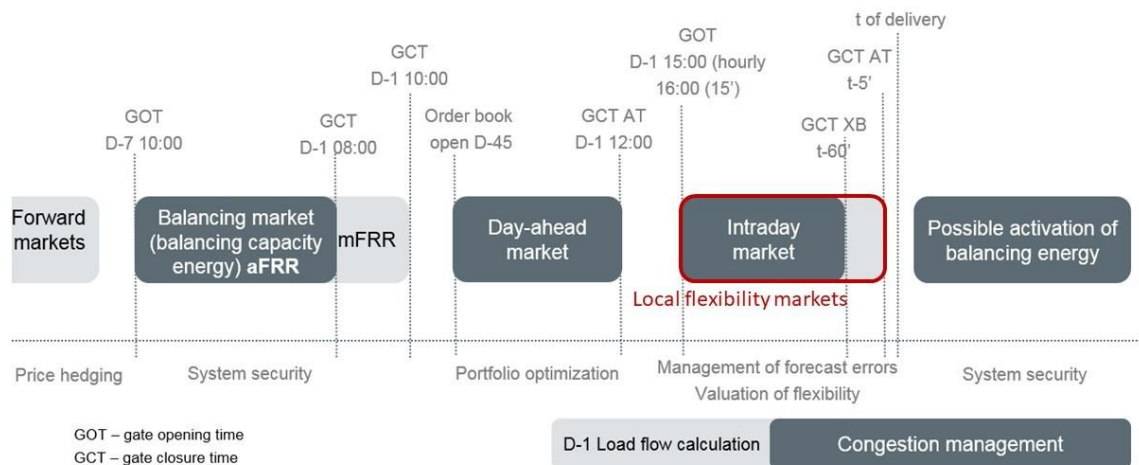 t of delivery
GOT
D-1 15:00 (hourly
16:00 (15’)
GCT
D-1 10:00
GCT AT
t-5’
GOT
D-7 10:00
GCT
D-1 08:00
Order book
open D-45
GCT AT
D-1 12:00
GCT XB
t-60’
Forward
markets
Balancing market
(balancing capacity
energy) aFRR
mFRR
Day-ahead
market
Intraday
market
Possible activation of
balancing energy
Local flexibility markets
Price hedging
System security
Portfolio optimization
Management of forecast errors
Valuation of flexibility
System security
GOT – gate opening time
GCT – gate closure time
D-1 Load flow calculation
Congestion management